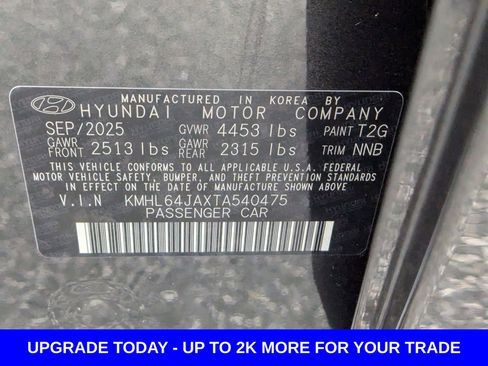 MANUFACTURED IN KOREA BY
HYUNDAI MOTOR COMPANY
SEP/2025 GVWR 4453 lbs PAINT T2G
GAWR FRONT 2513 lbs GAWR REAR 2315 lbs TRIM NNB
THIS VEHICLE CONFORMS TO ALL APPLICABLE U.S.A. FEDERAL
MOTOR VEHICLE SAFETY, BUMPER, AND THEFT PREVENTION STANDARDS
IN EFFECT ON THE DATE OF MANUFACTURE SHOWN ABOVE.
V.I.N KMHL64JAXTA540475
PASSENGER CAR
UPGRADE TODAY - UP TO 2K MORE FOR YOUR TRADE